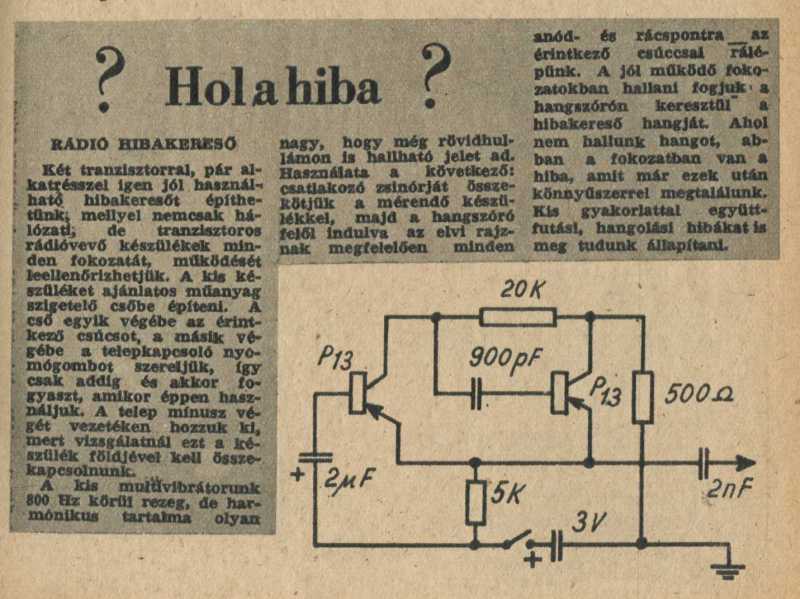 ? Hol a hiba ?
RÁDIÓ HIBAKERESŐ
Két tranzisztorral, pár al-
katrésszel igen jól használ-
ható hibakeresőt építhe-
tünk, mellyel nemcsak há-
lózati, de tranzisztoros
rádióvevő készülékek min-
den fokozatát, működését
leellenőrizhetjük. A kis ké-
szüléket ajánlatos műanyag
szigetelő csőbe építeni. A
cső egyik végébe az érint-
kező csúcsot, a másik vé-
gébe a telepkapcsoló nyo-
mógombot szereljük, így
csak addig és akkor fo-
gyaszt, amikor éppen hasz-
náljuk. A telep mínusz vé-
gét vezetéken hozzuk ki,
mert vizsgálatnál ezt a ké-
szülék földjével kell össze-
kapcsolnunk.
A kis multivibrátorunk
800 Hz körül rezeg, de har-
mónikus tartalma olyan
nagy, hogy még rövidhul-
lámon is hallható jelet ad.
Használata a következő:
csatlakozó zsinórját össze-
kötjük a mérendő készü-
lékkel, majd a hangszóró
felől indulva az elvi rajz-
nak megfelelően minden
anód- és rácspontra az
érintkező csúccsal rálé-
pünk. A jól működő foko-
zatokban hallani fogjuk a
hangszórón keresztül a
hibakereső hangját. Ahol
nem hallunk hangot, ab-
ban a fokozatban van a
hiba, amit már ezek után
könnyűszerrel megtalálunk.
Kis gyakorlattal együtt-
futási, hangolási hibákat is
meg tudunk állapítani.
20K
P13
900pF
P13
500Ω
+
2μF
5K
3V
+
2nF